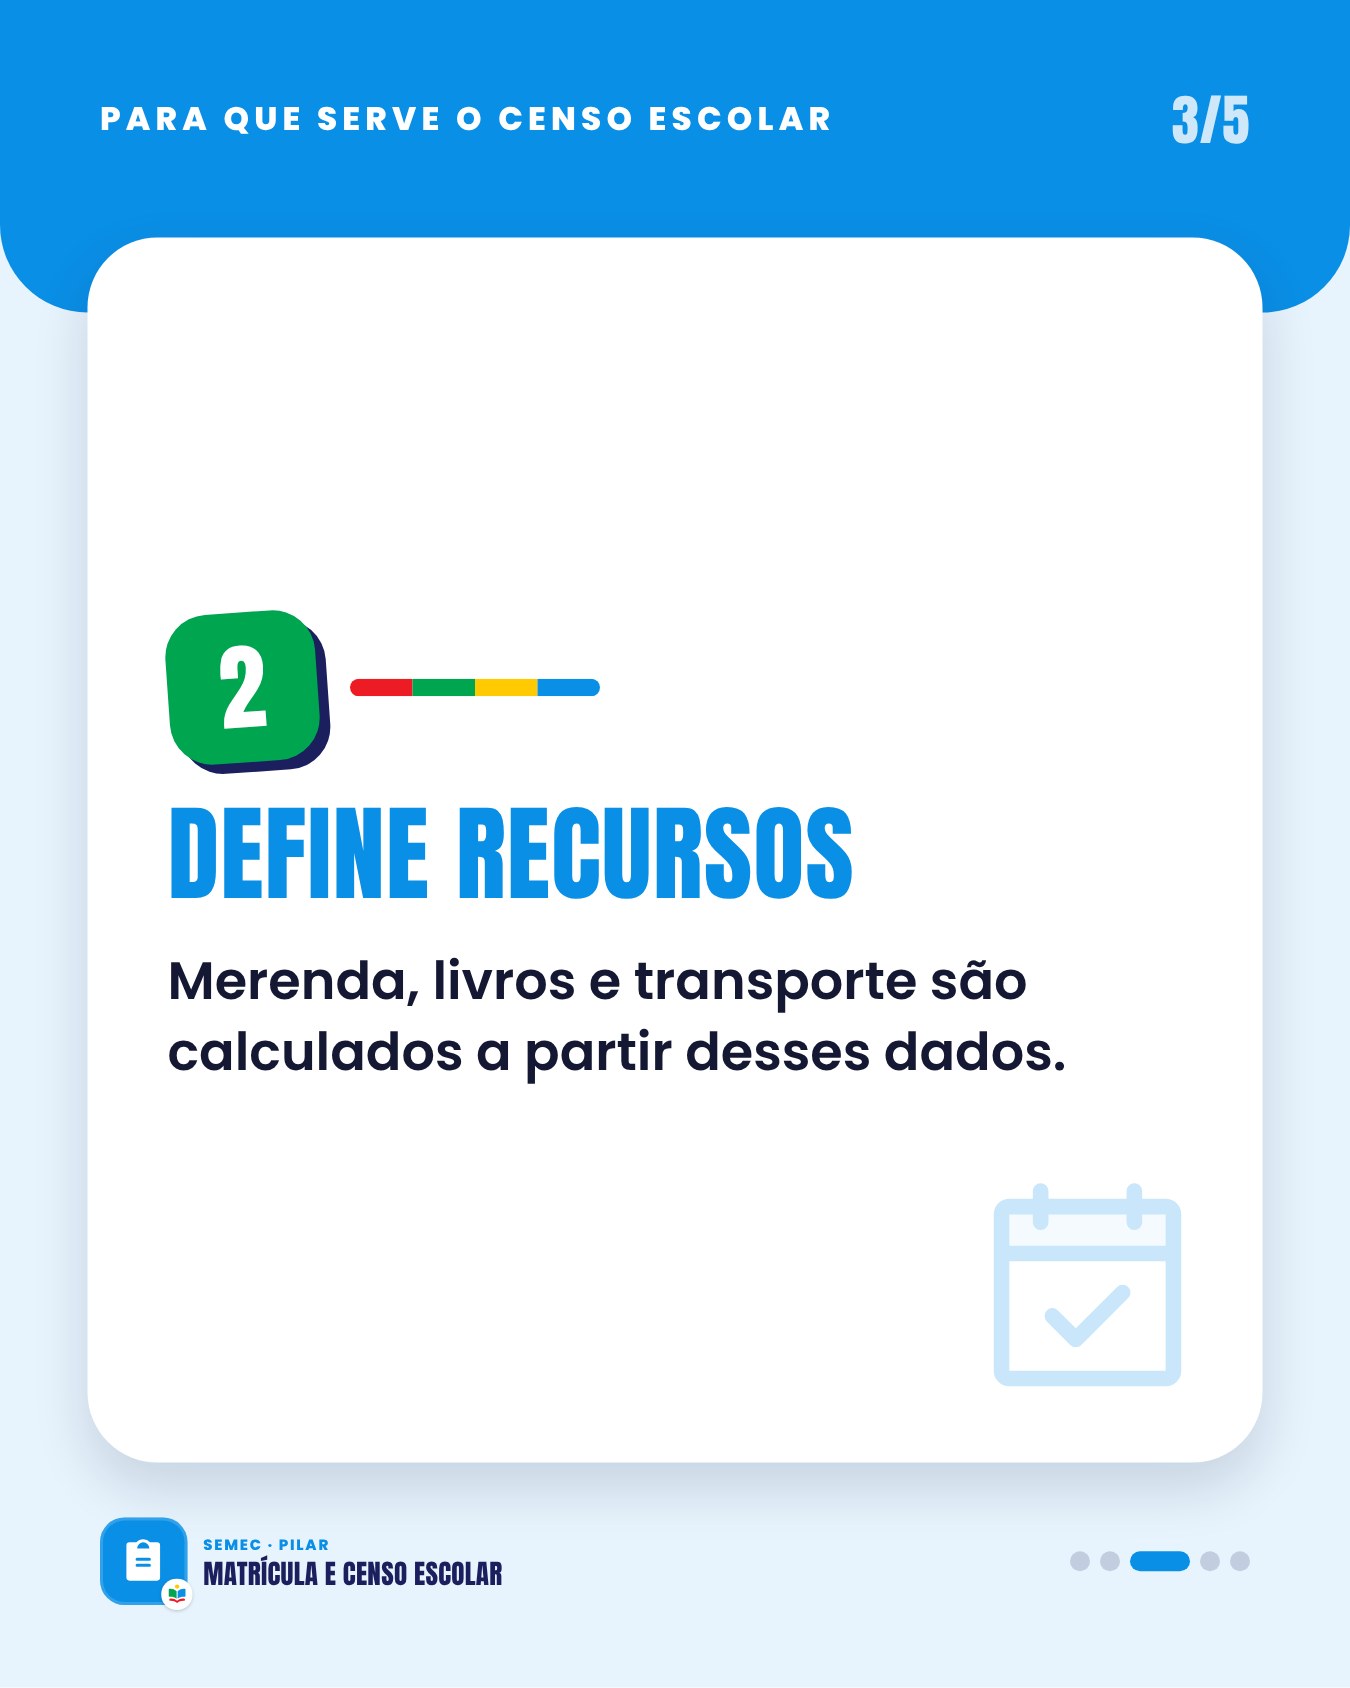 PARA QUE SERVE O CENSO ESCOLAR
3/5
2
DEFINE RECURSOS
Merenda, livros e transporte são
calculados a partir desses dados.
SEMEC · PILAR
MATRÍCULA E CENSO ESCOLAR